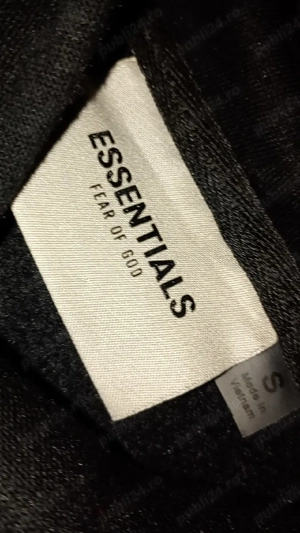 ESSENTIALS
FEAR OF GOD
S
Made in
Vietnam